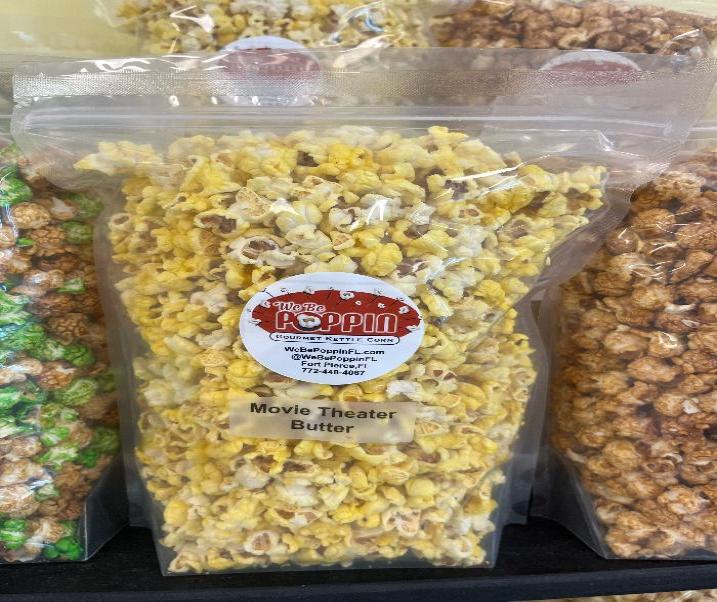 We Be
POPPIN
GOURMET KETTLE CORN
WeBePoppinFL.com
@WeBePoppinFL
Fort Pierce,Fl
772-448-4067
Movie Theater
Butter